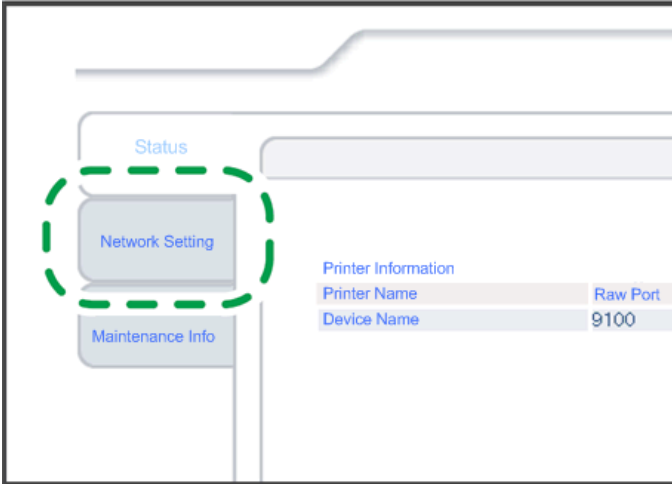 Status
Network Setting
Maintenance Info
Printer Information
Printer Name Raw Port
Device Name 9100